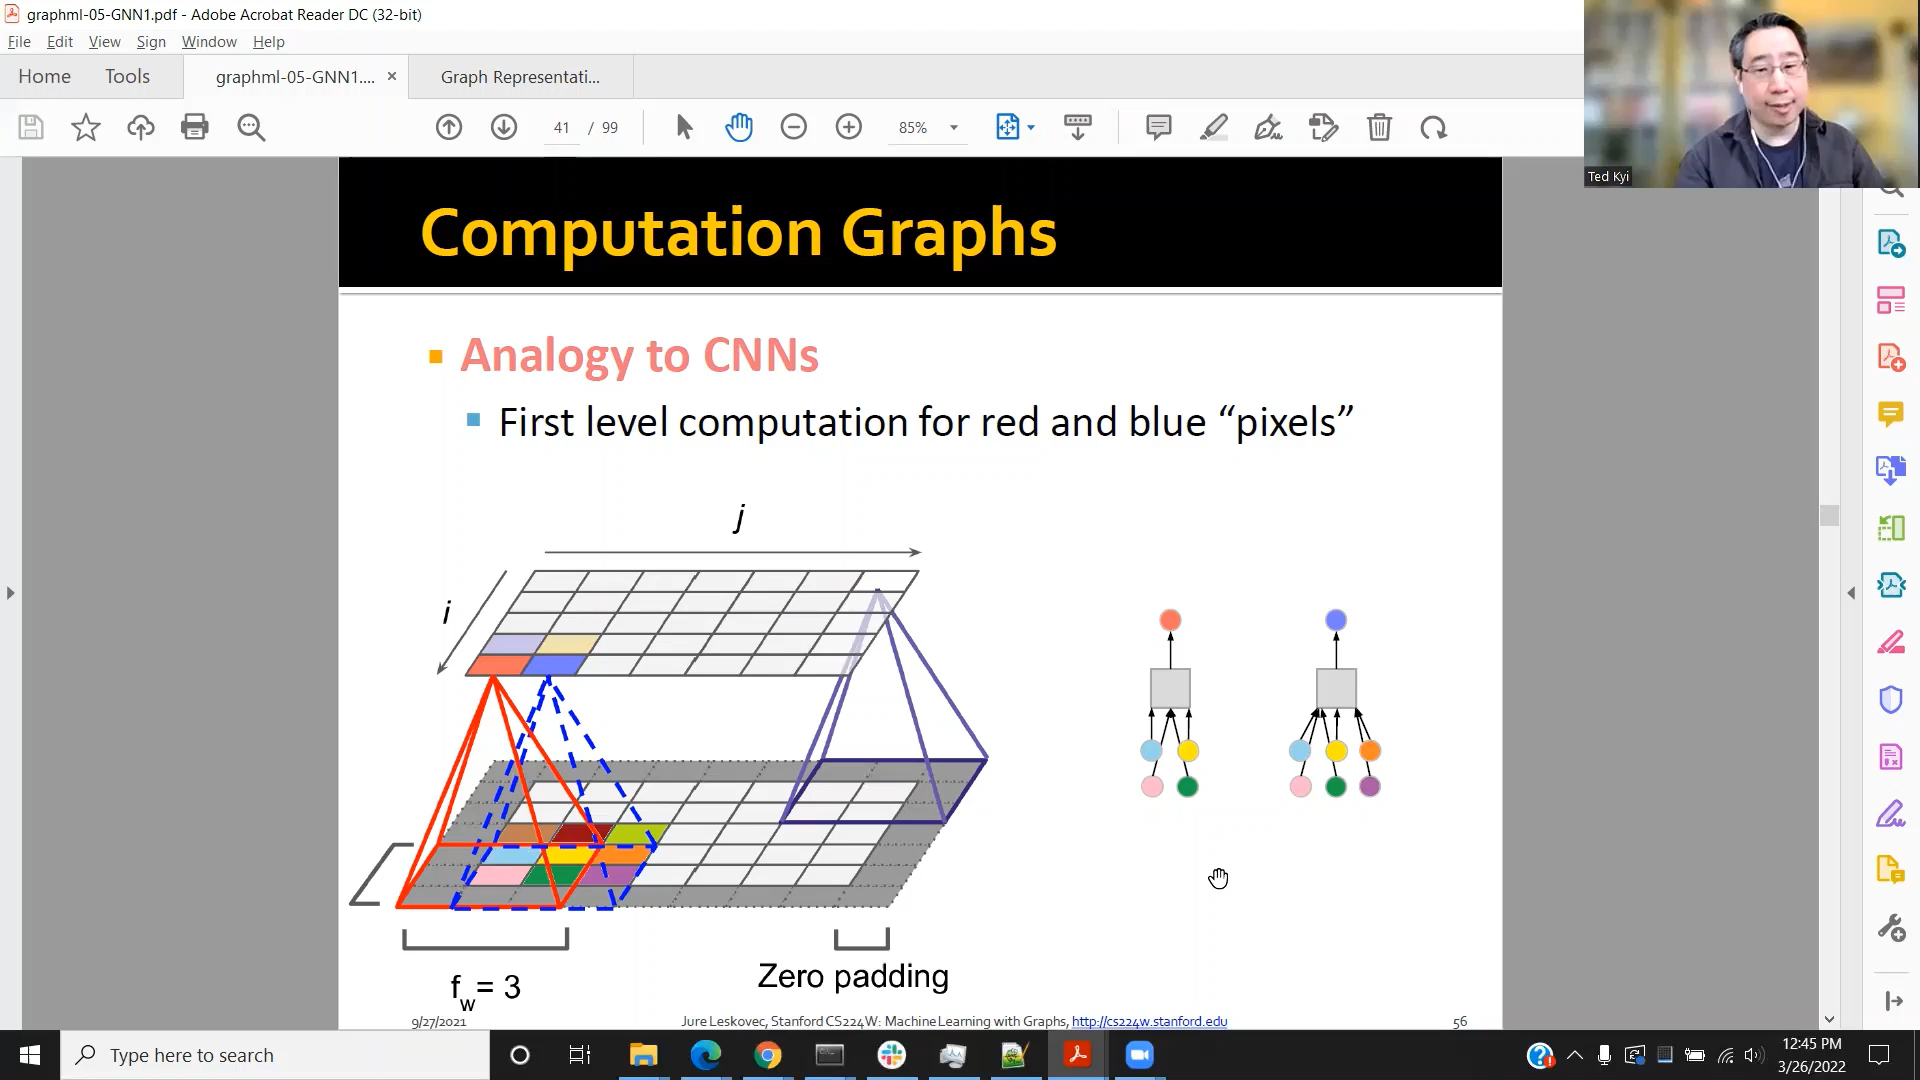 graphml-05-GNN1.pdf - Adobe Acrobat Reader DC (32-bit)
File Edit View Sign Window Help
Home Tools graphml-05-GNN1.... × Graph Representati...
41 / 99 85%
Ted Kyi
Computation Graphs
Analogy to CNNs
First level computation for red and blue “pixels”
j
i
fw= 3
Zero padding
9/27/2021 Jure Leskovec, Stanford CS224W: Machine Learning with Graphs, http://cs224w.stanford.edu 56
Type here to search
12:45 PM
3/26/2022